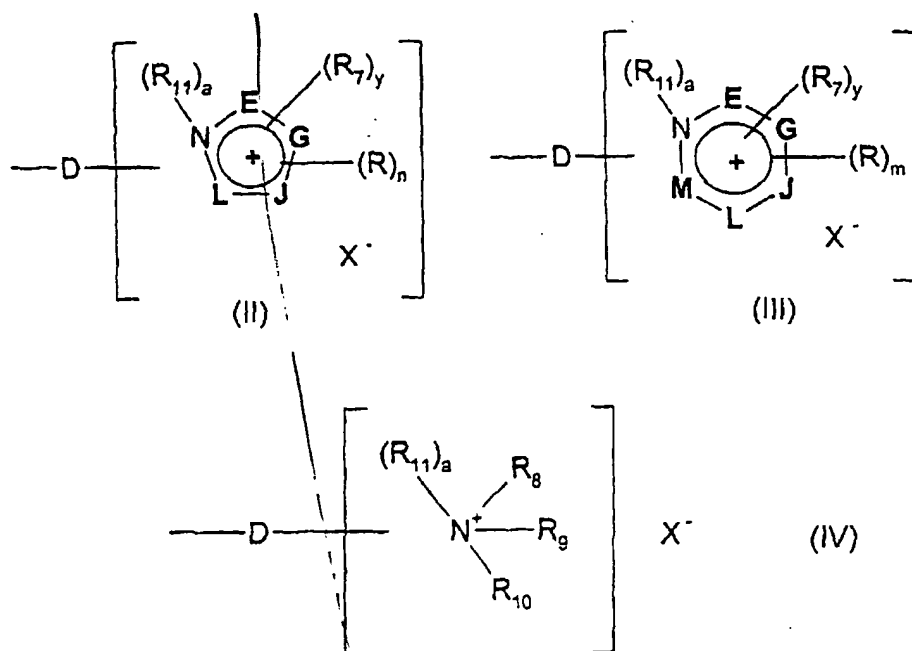 (R₁₁)ₐ E (R₇)ᵧ
N G
D + (R)ₙ
L J
X⁻
(II)
(R₁₁)ₐ E (R₇)ᵧ
N G
D + (R)ₘ
M J
L
X⁻
(III)
(R₁₁)ₐ R₈
D N⁺ R₉ X⁻ (IV)
R₁₀